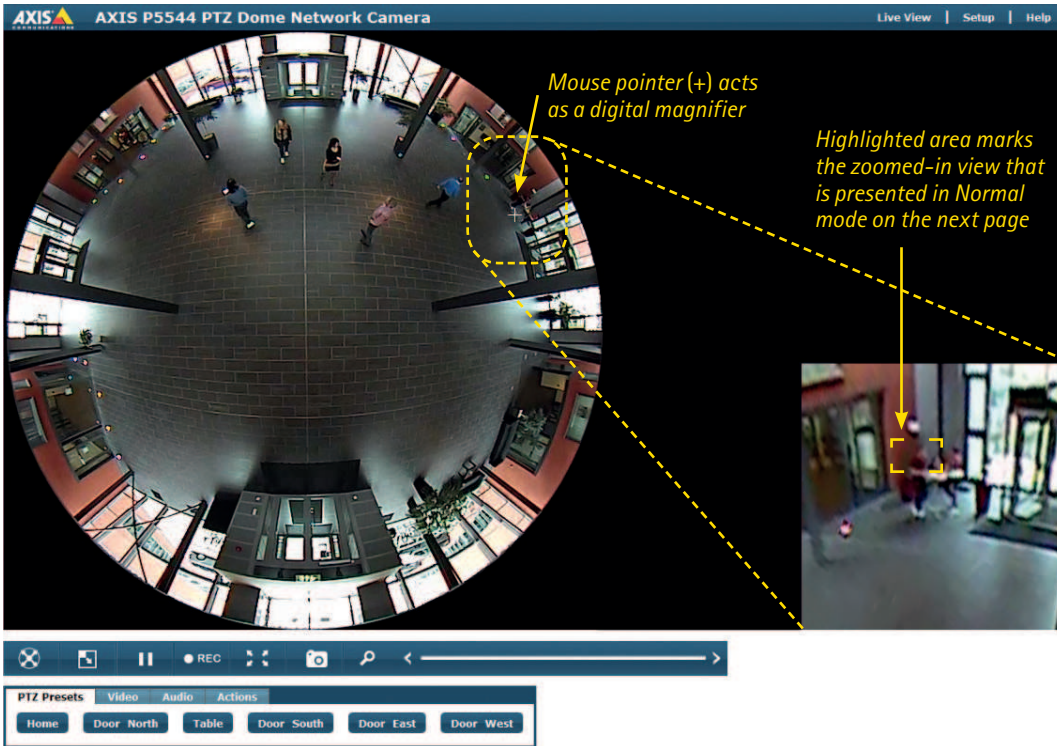 AXIS COMMUNICATIONS AXIS P5544 PTZ Dome Network Camera Live View | Setup | Help
Mouse pointer (+) acts
as a digital magnifier
Highlighted area marks
the zoomed-in view that
is presented in Normal
mode on the next page
REC
PTZ Presets Video Audio Actions
Home Door North Table Door South Door East Door West